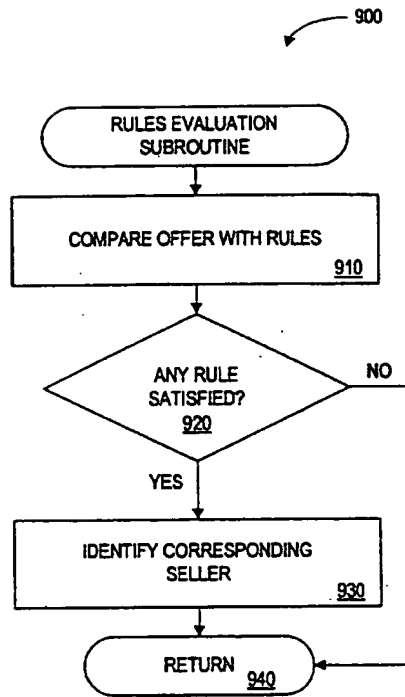 900
RULES EVALUATION
SUBROUTINE
COMPARE OFFER WITH RULES
910
ANY RULE
SATISFIED?
920
NO
YES
IDENTIFY CORRESPONDING
SELLER
930
RETURN
940